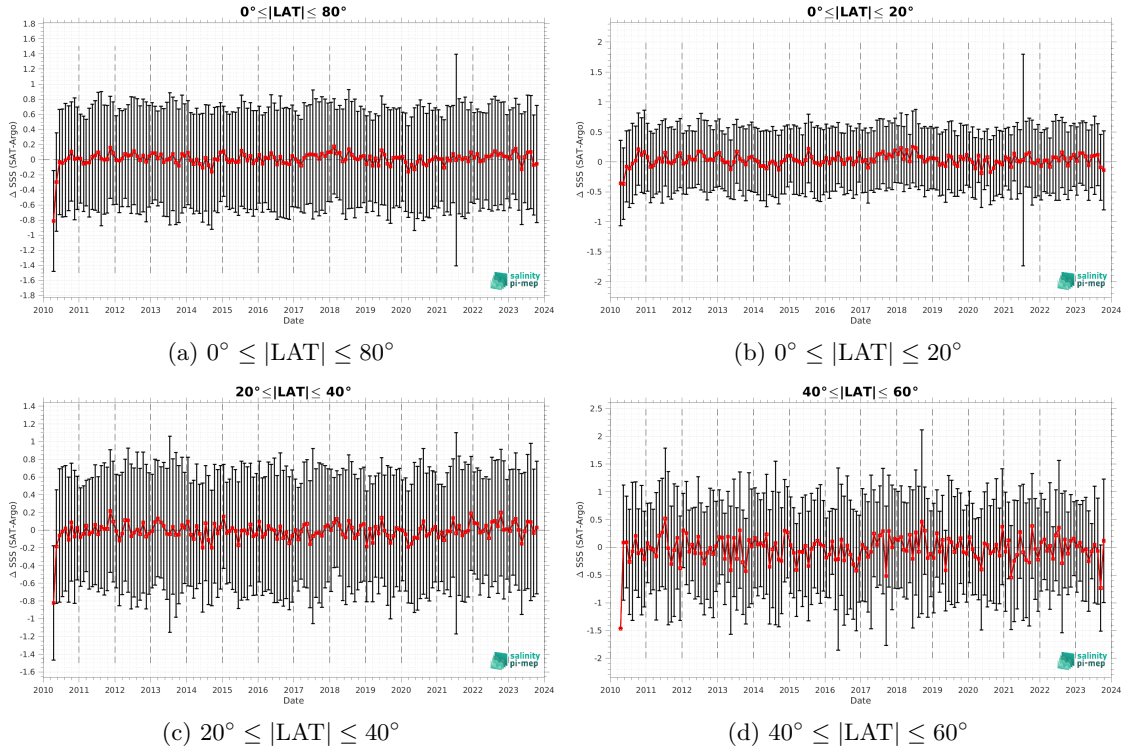 0°≤|LAT|≤ 80°
Δ SSS (SAT-Argo)
1.8
1.6
1.4
1.2
1
0.8
0.6
0.4
0.2
0
-0.2
-0.4
-0.6
-0.8
-1
-1.2
-1.4
-1.6
-1.8
2010 2011 2012 2013 2014 2015 2016 2017 2018 2019 2020 2021 2022 2023 2024
Date
salinity
pi-mep
(a) 0° ≤ |LAT| ≤ 80°
0°≤|LAT|≤ 20°
Δ SSS (SAT-Argo)
2
1.5
1
0.5
0
-0.5
-1
-1.5
-2
2010 2011 2012 2013 2014 2015 2016 2017 2018 2019 2020 2021 2022 2023 2024
Date
salinity
pi-mep
(b) 0° ≤ |LAT| ≤ 20°
20°≤|LAT|≤ 40°
Δ SSS (SAT-Argo)
1.4
1.2
1
0.8
0.6
0.4
0.2
0
-0.2
-0.4
-0.6
-0.8
-1
-1.2
-1.4
-1.6
2010 2011 2012 2013 2014 2015 2016 2017 2018 2019 2020 2021 2022 2023 2024
Date
salinity
pi-mep
(c) 20° ≤ |LAT| ≤ 40°
40°≤|LAT|≤ 60°
Δ SSS (SAT-Argo)
2.5
2
1.5
1
0.5
0
-0.5
-1
-1.5
-2
2010 2011 2012 2013 2014 2015 2016 2017 2018 2019 2020 2021 2022 2023 2024
Date
salinity
pi-mep
(d) 40° ≤ |LAT| ≤ 60°